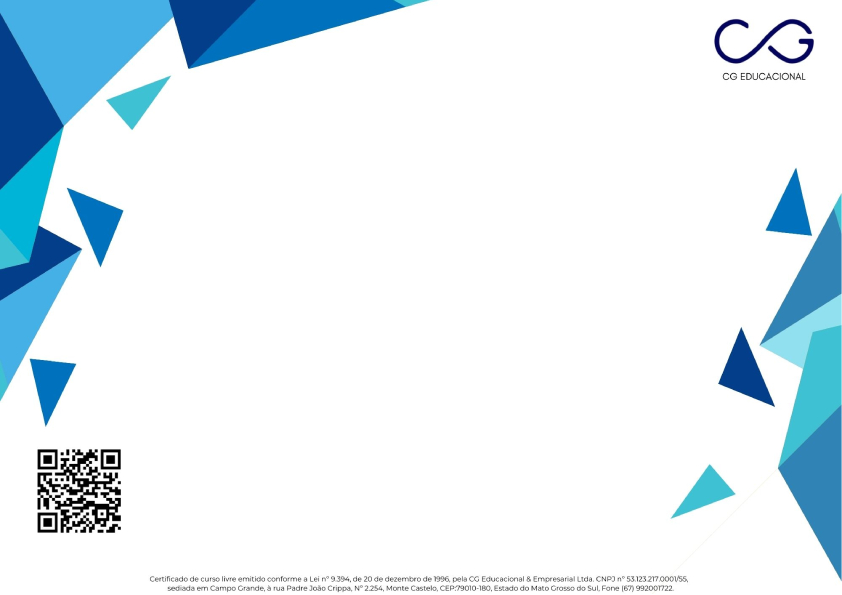 CG
CG EDUCACIONAL
Certificado de curso livre emitido conforme a Lei nº 9.394, de 20 de dezembro de 1996, pela CG Educacional & Empresarial Ltda. CNPJ nº 53.123.217.0001/55,
sediada em Campo Grande, à rua Padre João Crippa, Nº 2.254, Monte Castelo, CEP:79010-180, Estado do Mato Grosso do Sul, Fone (67) 992001722.